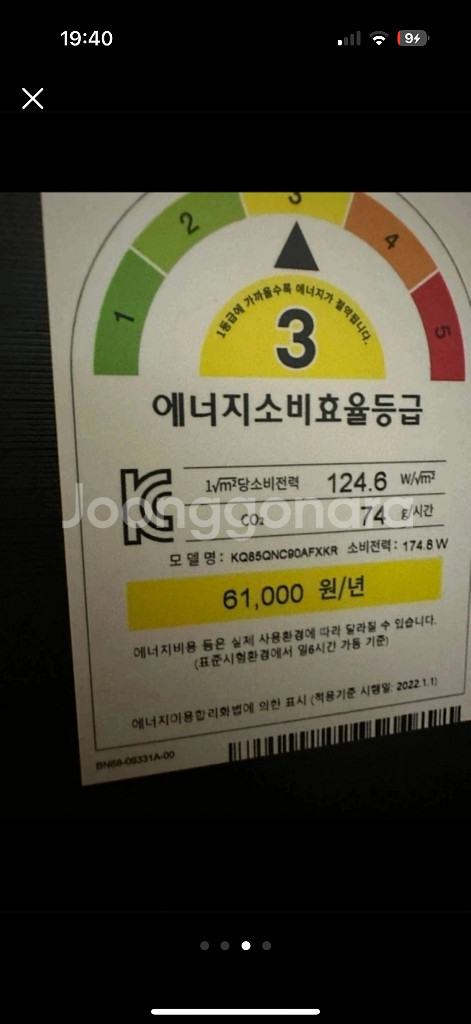 19:40
9
1
2
3
4
5
1등급에 가까울수록 에너지가 절약됩니다.
3
에너지소비효율등급
1√m²당소비전력 124.6 W/√m²
CO₂ 74 g/시간
Joonggonara
모델명 : KQ85QNC90AFXKR 소비전력 : 174.8 W
61,000 원/년
에너지비용 등은 실제 사용환경에 따라 달라질 수 있습니다.
(표준시험환경에서 일6시간 가동 기준)
에너지이용합리화법에 의한 표시 (적용기준 시행일: 2022.1.1)
BN68-09331A-00